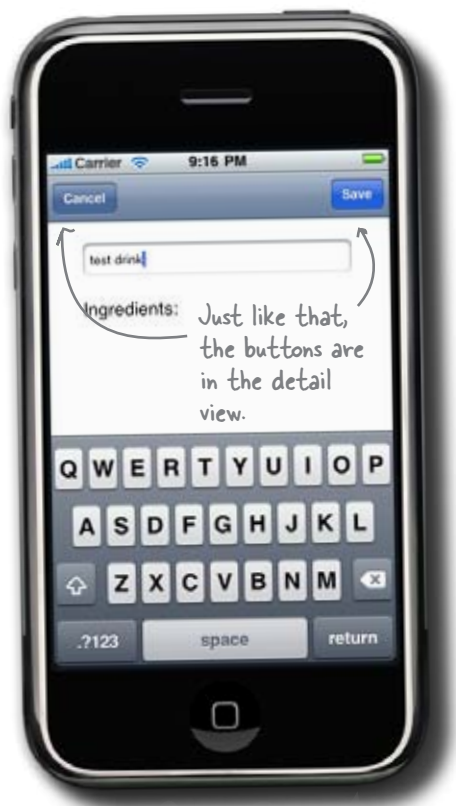 Carrier 9:16 PM
Cancel Save
test drink
Ingredients:
Just like that,
the buttons are
in the detail
view.
Q W E R T Y U I O P
A S D F G H J K L
Z X C V B N M
.?123 space return